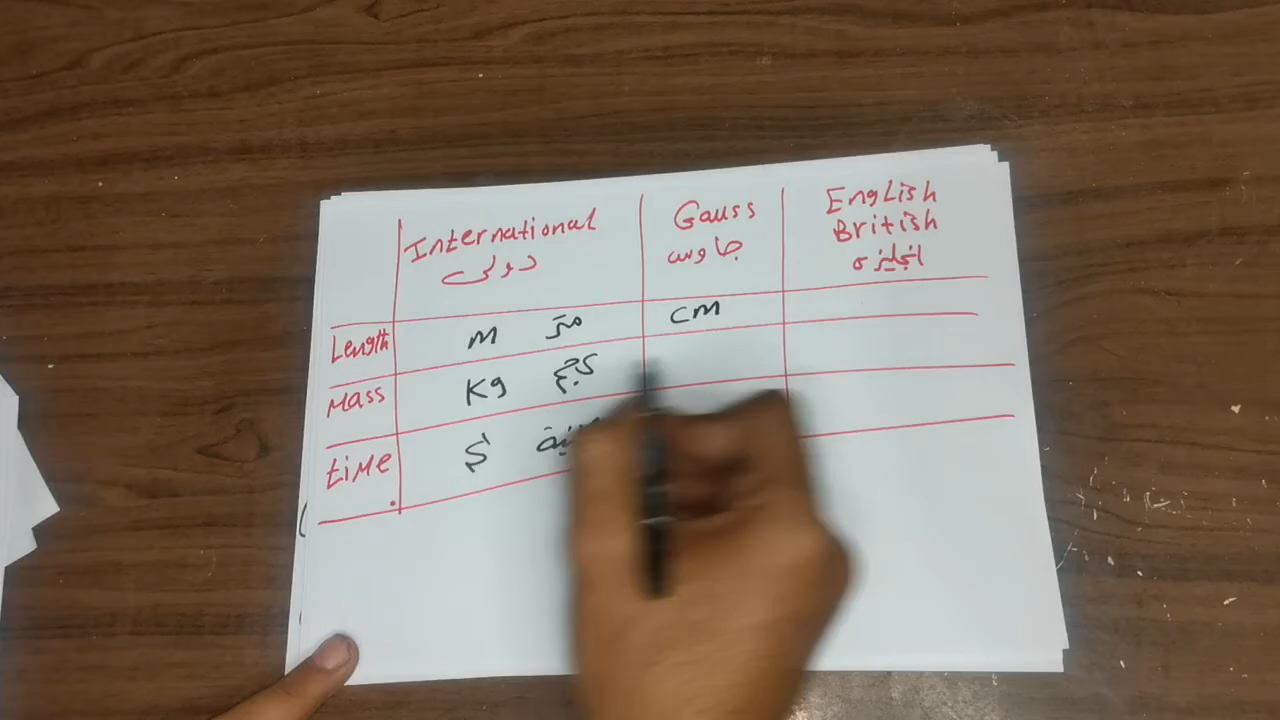 International
دولى
Gauss
جاوس
English
British
انجليزى
Length m متر cm
Mass Kg كجم
time S